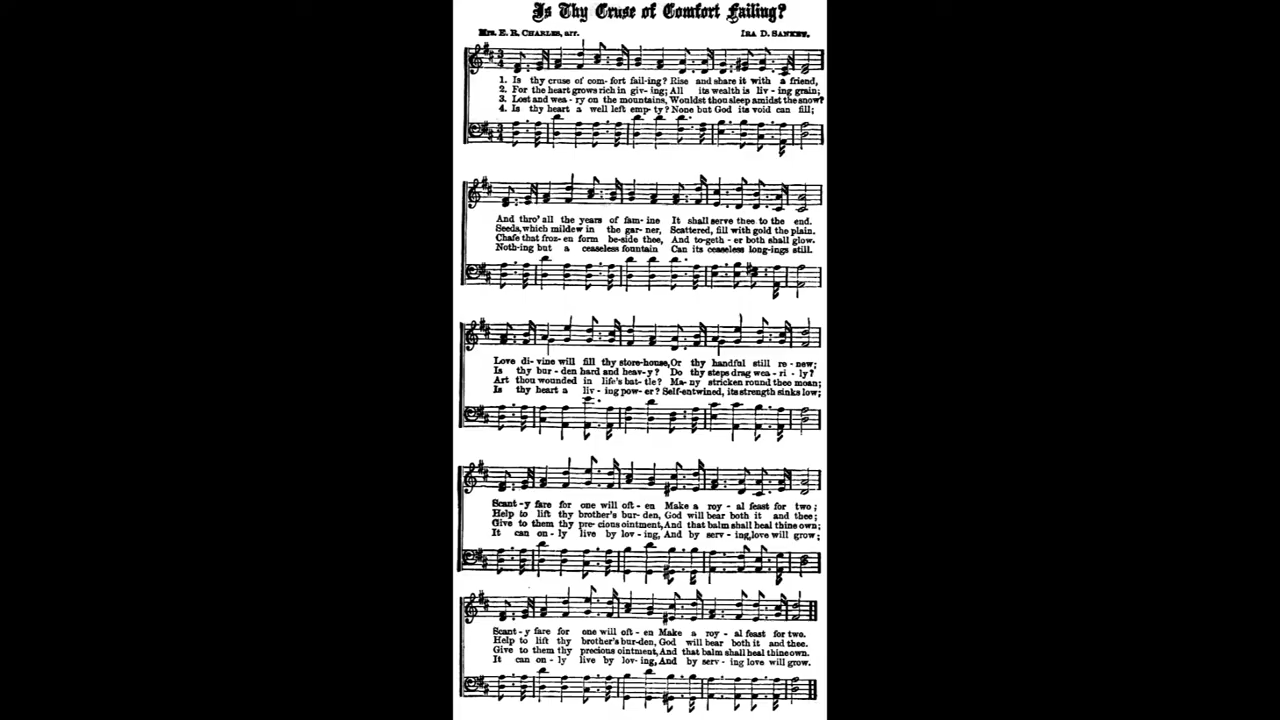 Is Thy Cruse of Comfort Failing?
Mrs. E. R. CHARLES, arr. IRA D. SANKEY.
1. Is thy cruse of com- fort fail-ing? Rise and share it with a friend,
2. For the heart grows rich in giv- ing; All its wealth is liv - ing grain;
3. Lost and wea - ry on the mountains, Wouldst thou sleep amidst the snow?
4. Is thy heart a well left emp- ty? None but God its void can fill;
And thro' all the years of fam- ine It shall serve thee to the end.
Seeds, which mildew in the gar- ner, Scattered, fill with gold the plain.
Chafe that froz- en form be-side thee, And to-geth - er both shall glow.
Noth-ing but a ceaseless fountain Can its ceaseless long-ings still.
Love di- vine will fill thy store-house, Or thy handful still re - new;
Is thy bur - den hard and heav-y? Do thy steps drag wea - ri - ly?
Art thou wounded in life's bat- tle? Ma- ny stricken round thee moan;
Is thy heart a liv - ing pow- er? Self-entwined, its strength sinks low;
Scant - y fare for one will oft - en Make a roy - al feast for two;
Help to lift thy brother's bur- den, God will bear both it and thee;
Give to them thy pre- cious ointment, And that balm shall heal thine own;
It can on - ly live by lov - ing, And by serv - ing, love will grow;
Scant - y fare for one will oft - en Make a roy - al feast for two.
Help to lift thy brother's bur-den, God will bear both it and thee.
Give to them thy precious ointment, And that balm shall heal thine own.
It can on - ly live by lov- ing, And by serv - ing love will grow.